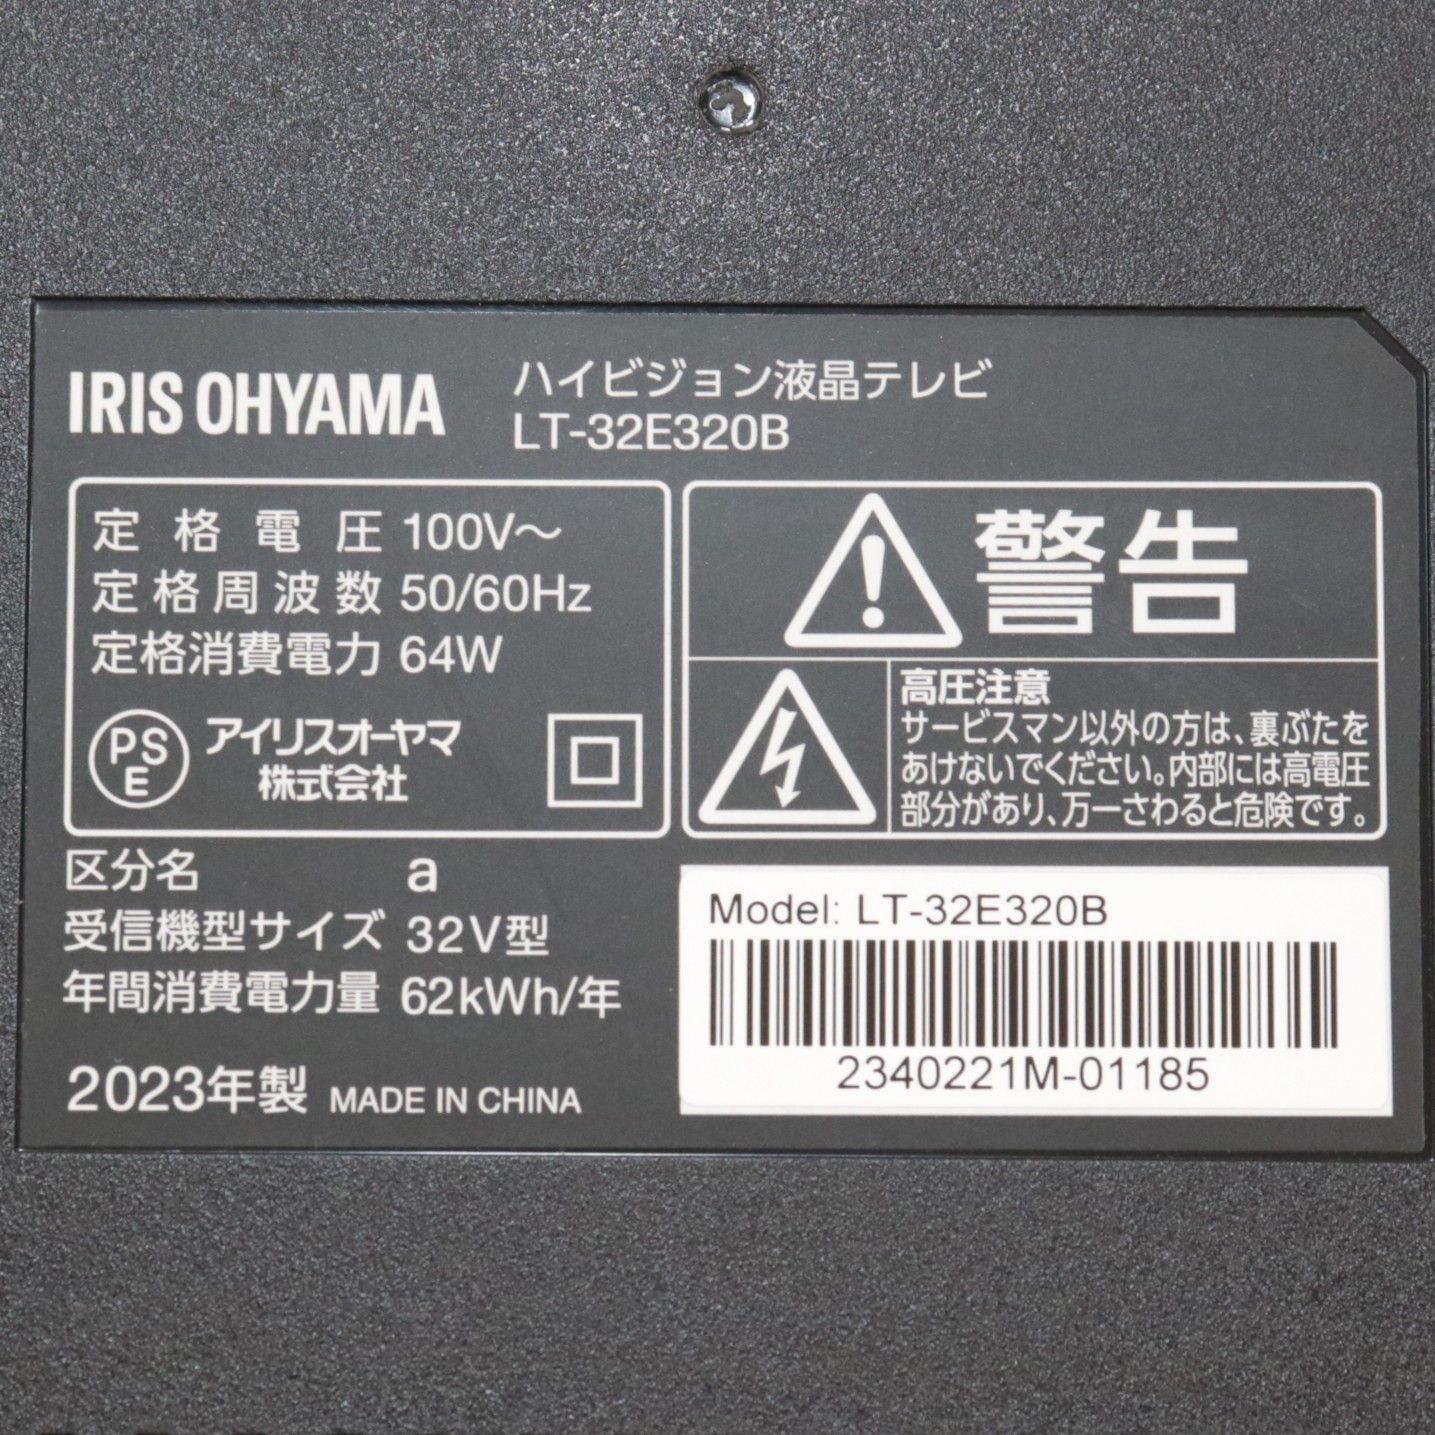 IRIS OHYAMA
ハイビジョン液晶テレビ
LT-32E320B
定格電圧 100V～
定格周波数 50/60Hz
定格消費電力 64W
PS
E
アイリスオーヤマ
株式会社
警告
高圧注意
サービスマン以外の方は、裏ぶたを
あけないでください。内部には高電圧
部分があり、万一さわると危険です。
区分名 a
受信機型サイズ 32V型
年間消費電力量 62kWh/年
2023年製 MADE IN CHINA
Model: LT-32E320B
2340221M-01185